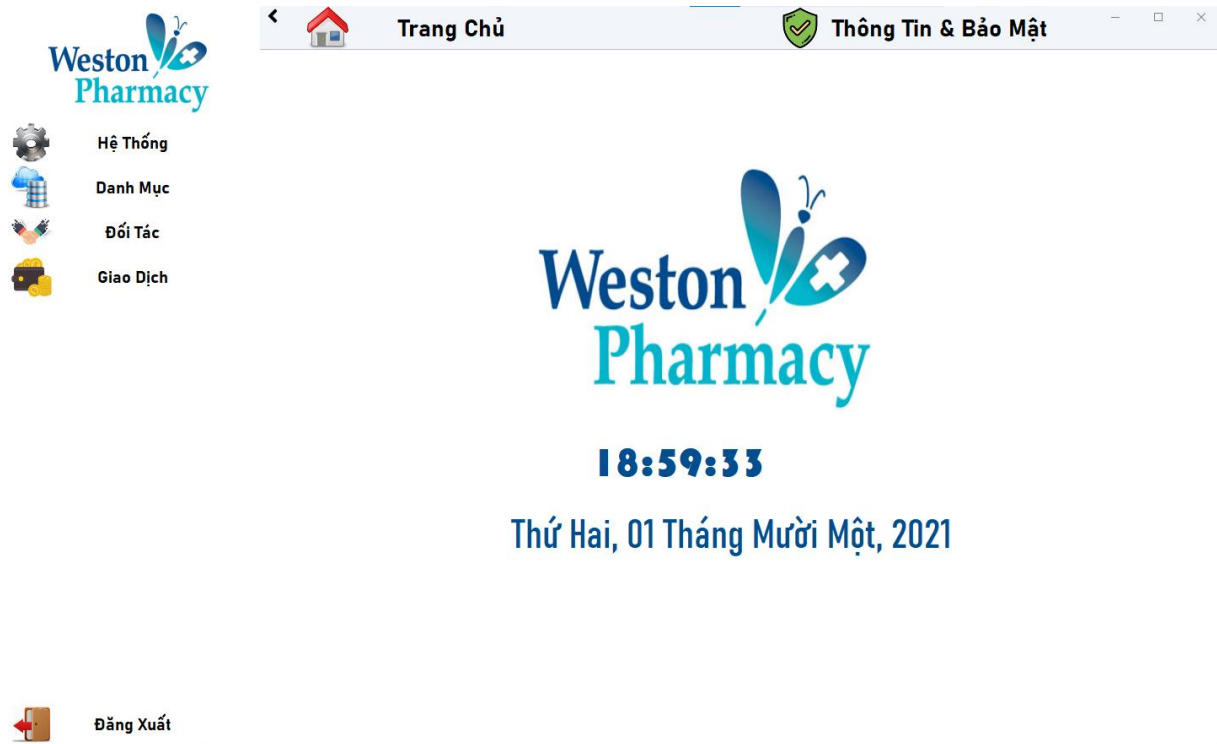 Weston
Pharmacy
Trang Chủ
Thông Tin & Bảo Mật
Hệ Thống
Danh Mục
Đối Tác
Giao Dịch
Weston
Pharmacy
18:59:33
Thứ Hai, 01 Tháng Mười Một, 2021
Đăng Xuất